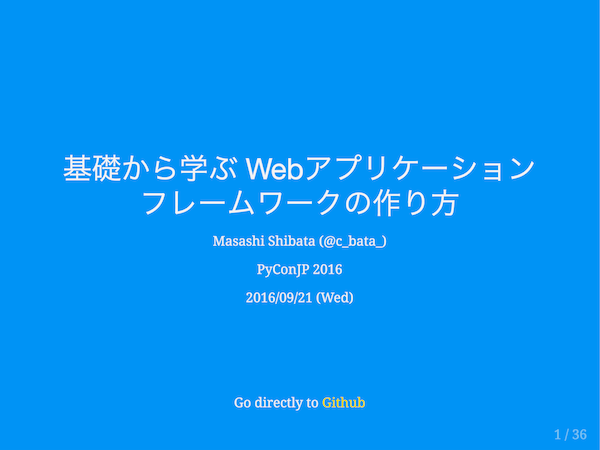 基礎から学ぶ Webアプリケーション
フレームワークの作り方
Masashi Shibata (@c_bata_)
PyConJP 2016
2016/09/21 (Wed)
Go directly to Github
1 / 36